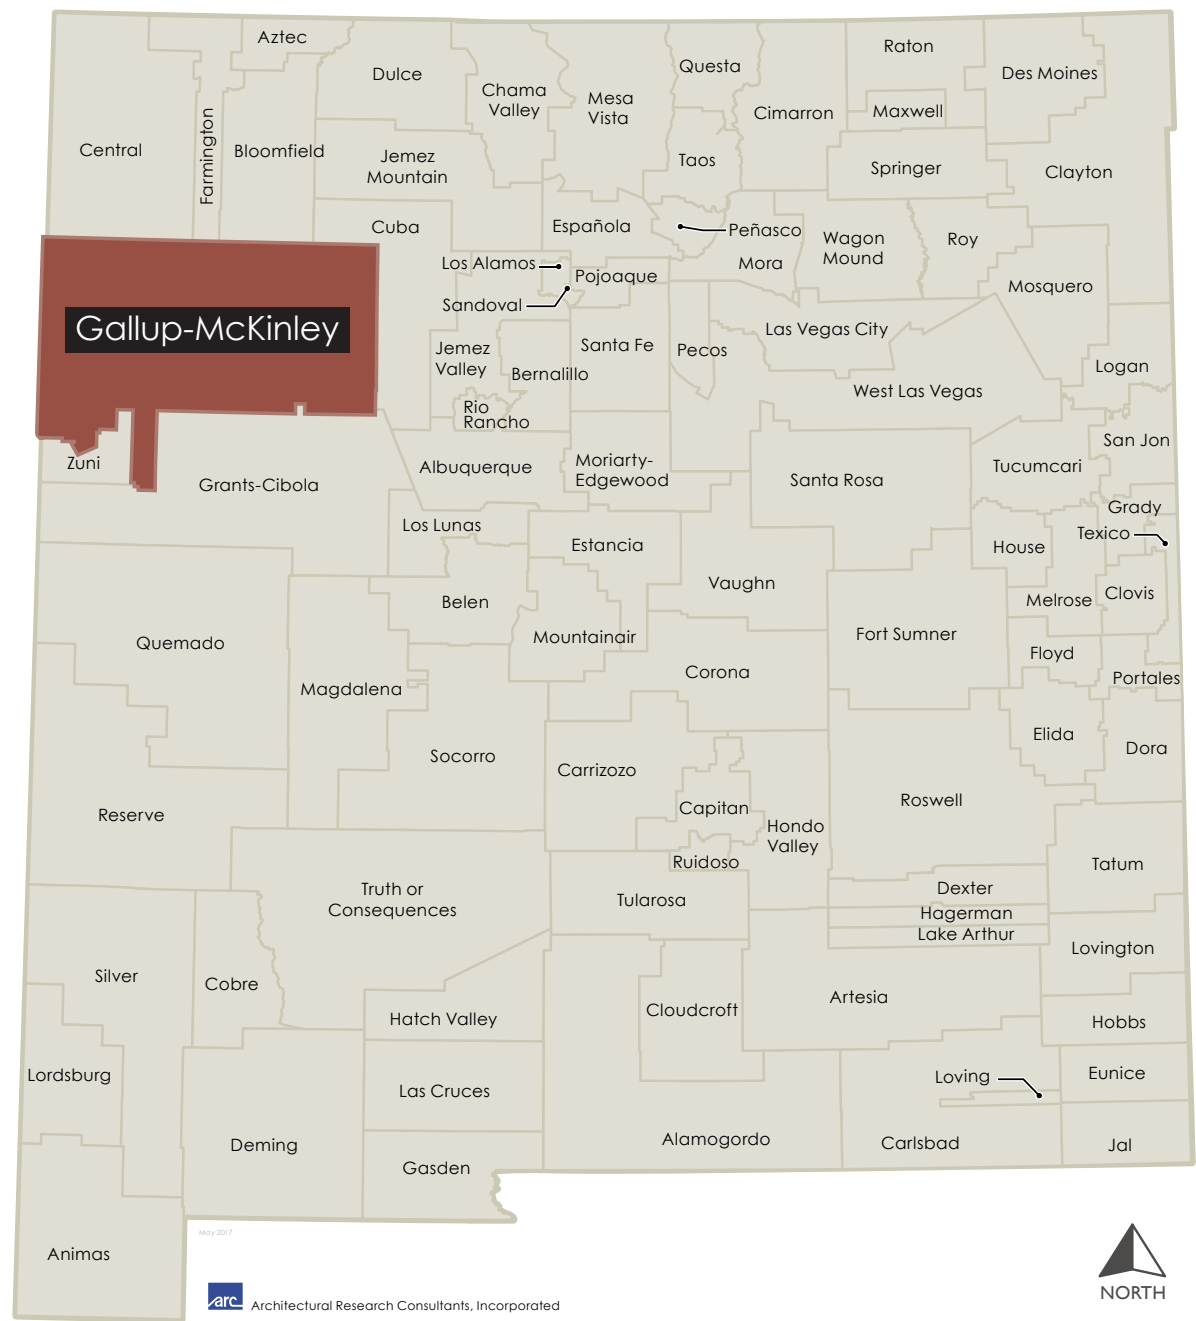 Aztec
Raton
Questa
Dulce
Des Moines
Chama
Valley
Mesa
Vista
Cimarron
Maxwell
Farmington
Central
Bloomfield
Jemez
Mountain
Taos
Springer
Clayton
Cuba
Española
Peñasco
Wagon
Mound
Roy
Los Alamos
Pojoaque
Mora
Mosquero
Sandoval
Gallup-McKinley
Las Vegas City
Jemez
Valley
Santa Fe
Pecos
Bernalillo
Logan
West Las Vegas
Rio
Rancho
San Jon
Zuni
Albuquerque
Moriarty-
Edgewood
Tucumcari
Grants-Cibola
Santa Rosa
Grady
Los Lunas
Texico
Estancia
House
Vaughn
Belen
Melrose
Clovis
Quemado
Mountainair
Fort Sumner
Floyd
Corona
Portales
Magdalena
Elida
Dora
Socorro
Carrizozo
Roswell
Reserve
Capitan
Hondo
Valley
Ruidoso
Tatum
Truth or
Consequences
Dexter
Tularosa
Hagerman
Lake Arthur
Lovington
Silver
Cobre
Artesia
Cloudcroft
Hatch Valley
Hobbs
Lordsburg
Las Cruces
Loving
Eunice
Deming
Alamogordo
Carlsbad
Jal
Gasden
May 2017
Animas
NORTH
arc
Architectural Research Consultants, Incorporated